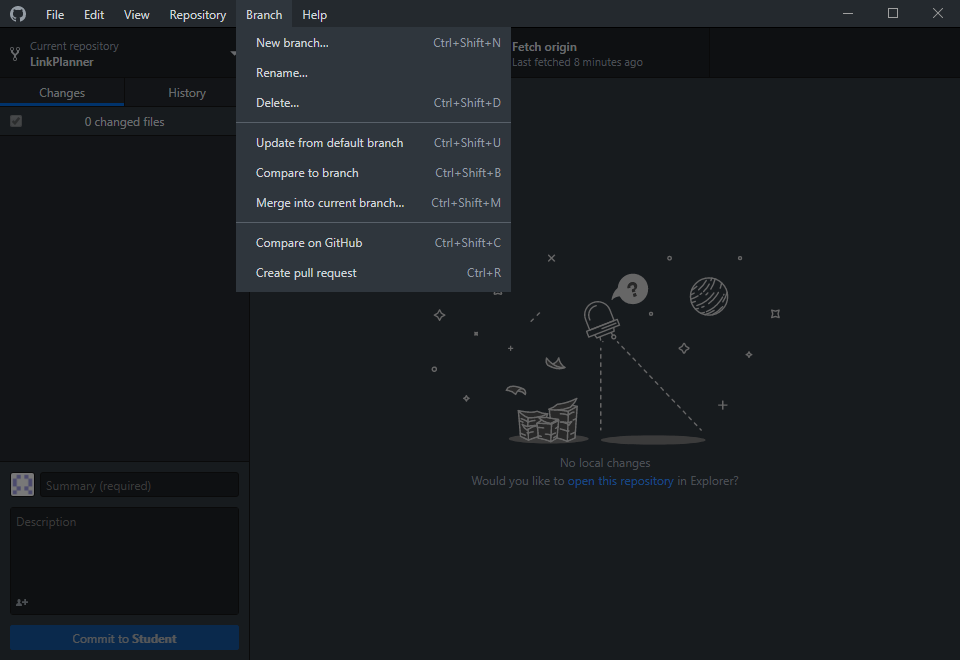 File Edit View Repository Branch Help
Current repository
LinkPlanner
Fetch origin
Last fetched 8 minutes ago
Changes History
0 changed files
New branch... Ctrl+Shift+N
Rename...
Delete... Ctrl+Shift+D
Update from default branch Ctrl+Shift+U
Compare to branch Ctrl+Shift+B
Merge into current branch... Ctrl+Shift+M
Compare on GitHub Ctrl+Shift+C
Create pull request Ctrl+R
?
No local changes
Would you like to open this repository in Explorer?
Summary (required)
Description
Commit to Student